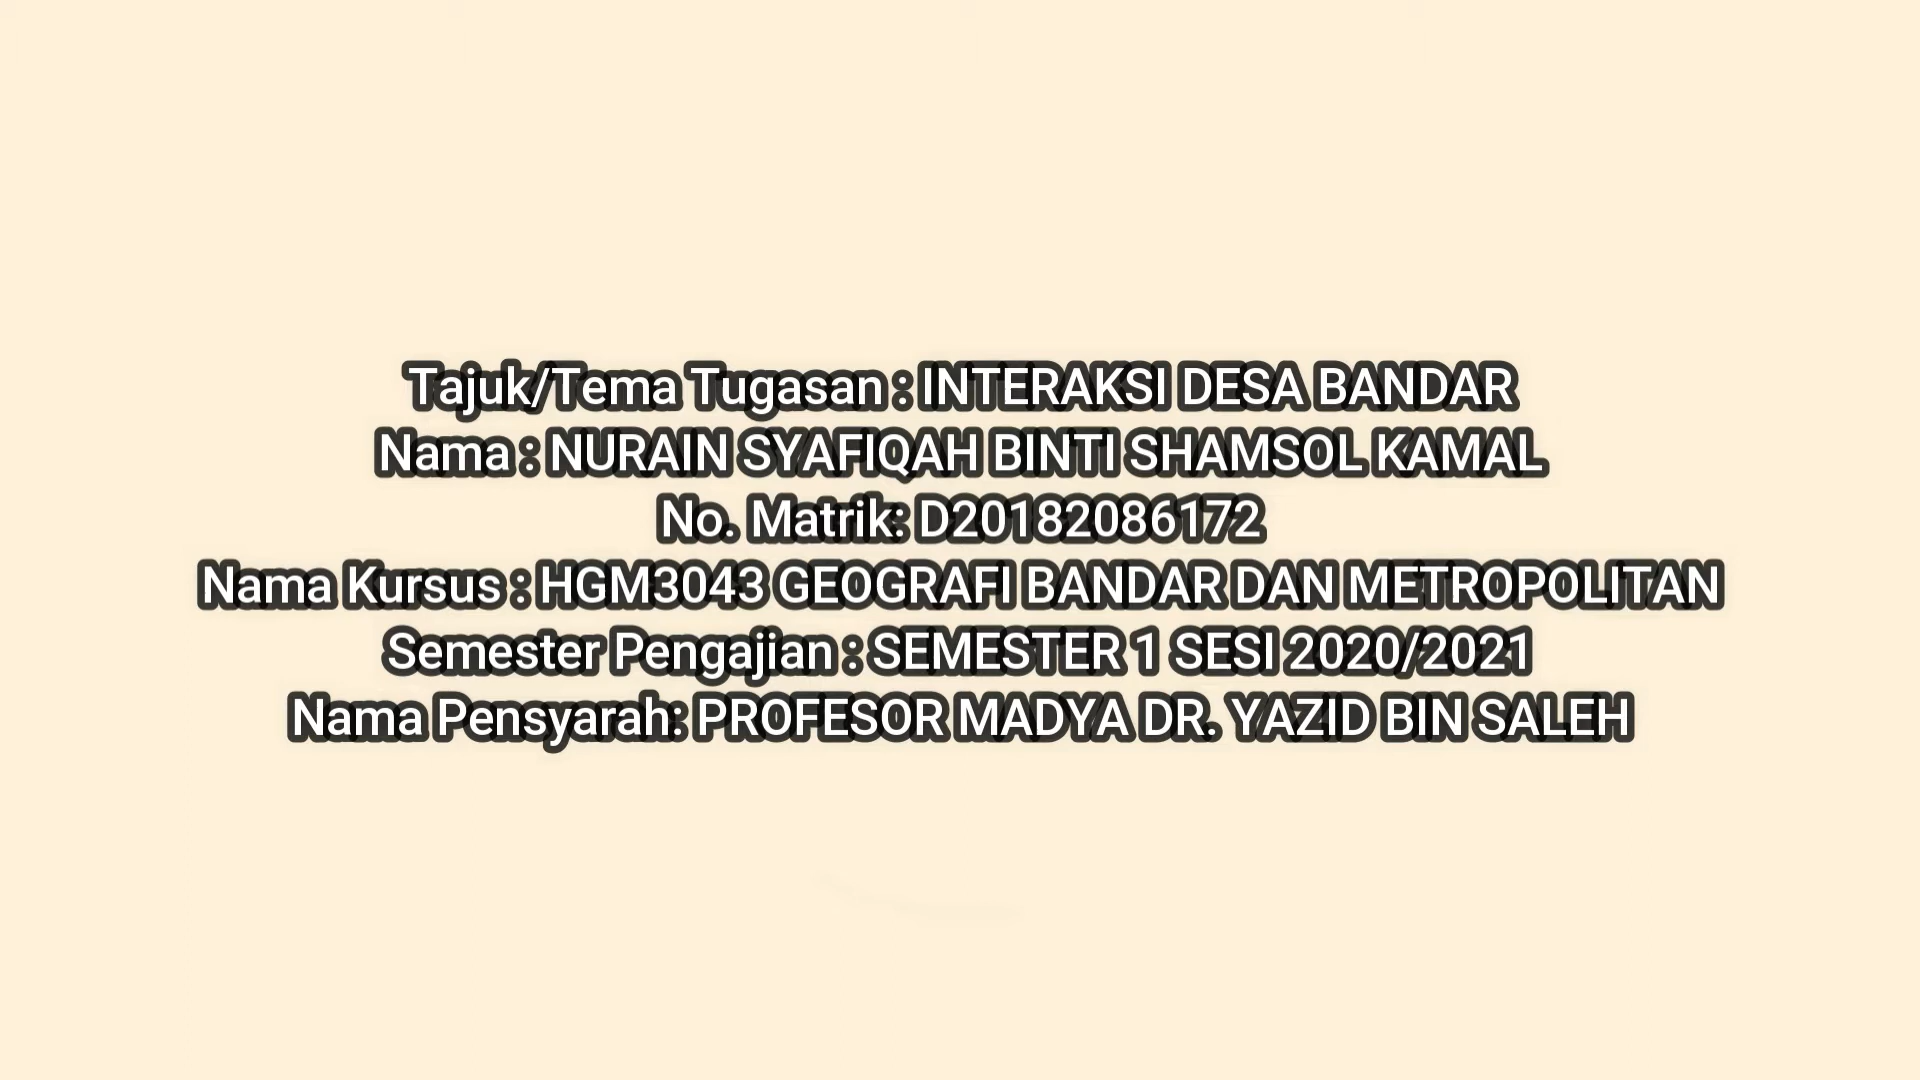 Tajuk/Tema Tugasan : INTERAKSI DESA BANDAR
Nama : NURAIN SYAFIQAH BINTI SHAMSOL KAMAL
No. Matrik: D20182086172
Nama Kursus : HGM3043 GEOGRAFI BANDAR DAN METROPOLITAN
Semester Pengajian : SEMESTER 1 SESI 2020/2021
Nama Pensyarah: PROFESOR MADYA DR. YAZID BIN SALEH